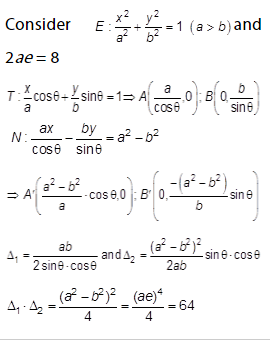 Consider E : x²/a² + y²/b² = 1 (a > b) and
2ae = 8
T : x/a cosθ + y/b sinθ = 1 ⇒ A(a/cosθ, 0) ; B(0, b/sinθ)
N : ax/cosθ − by/sinθ = a² − b²
⇒ A′((a² − b²)/a · cosθ, 0) ; B′(0, −(a² − b²)/b sinθ)
Δ₁ = ab/(2 sinθ · cosθ) and Δ₂ = (a² − b²)²/2ab sinθ · cosθ
Δ₁ · Δ₂ = (a² − b²)²/4 = (ae)⁴/4 = 64